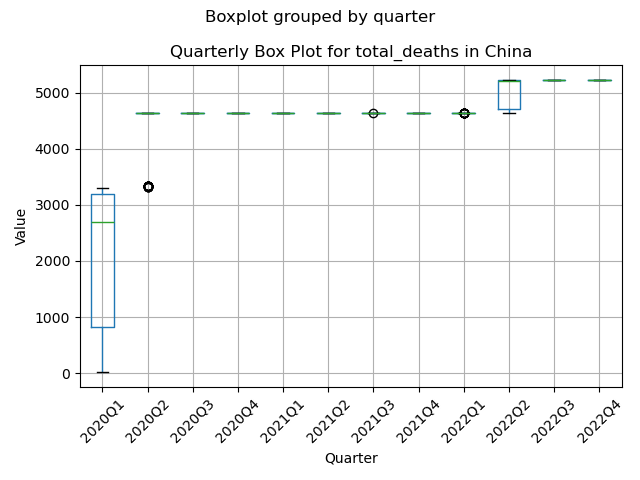 Boxplot grouped by quarter
Quarterly Box Plot for total_deaths in China
5000
4000
3000
2000
1000
0
Value
2020Q1 2020Q2 2020Q3 2020Q4 2021Q1 2021Q2 2021Q3 2021Q4 2022Q1 2022Q2 2022Q3 2022Q4
Quarter